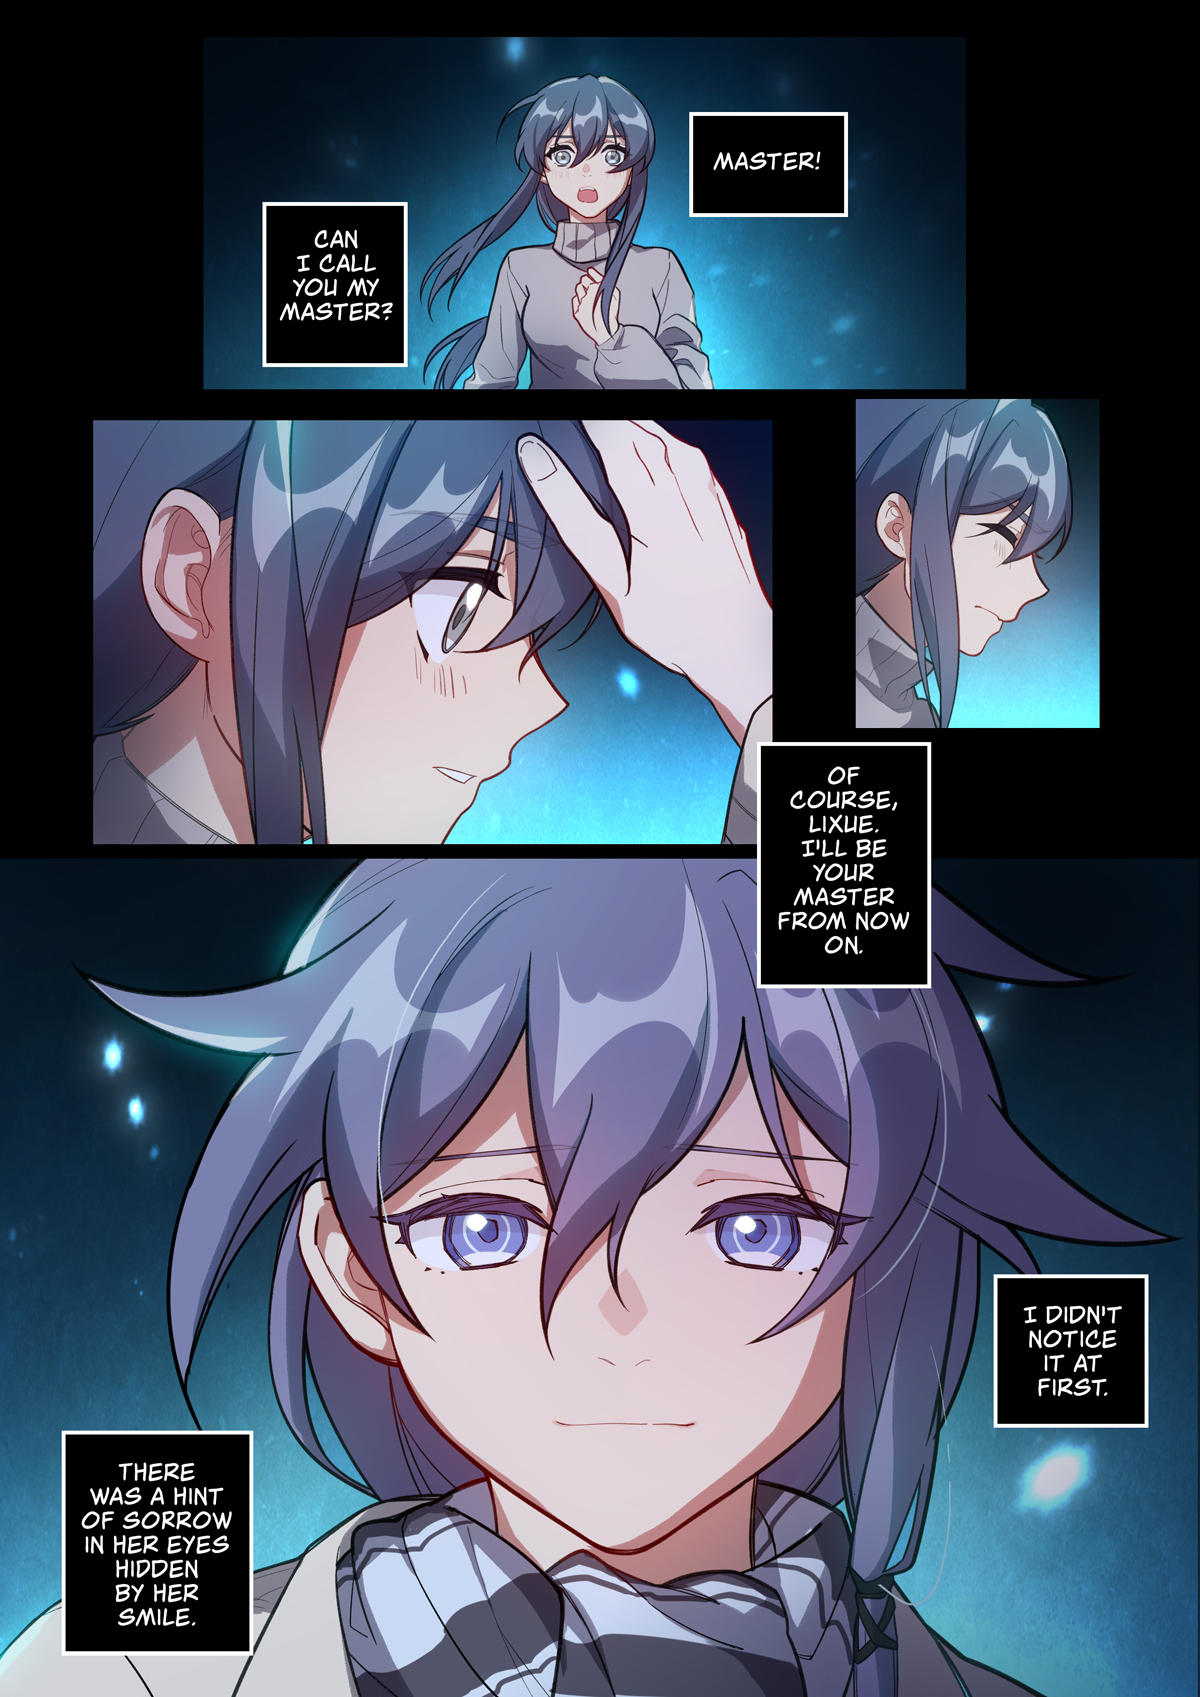 MASTER!
CAN
I CALL
YOU MY
MASTER?
OF
COURSE,
LIXUE.
I'LL BE
YOUR
MASTER
FROM NOW
ON.
I DIDN'T
NOTICE
IT AT
FIRST.
THERE
WAS A HINT
OF SORROW
IN HER EYES
HIDDEN
BY HER
SMILE.